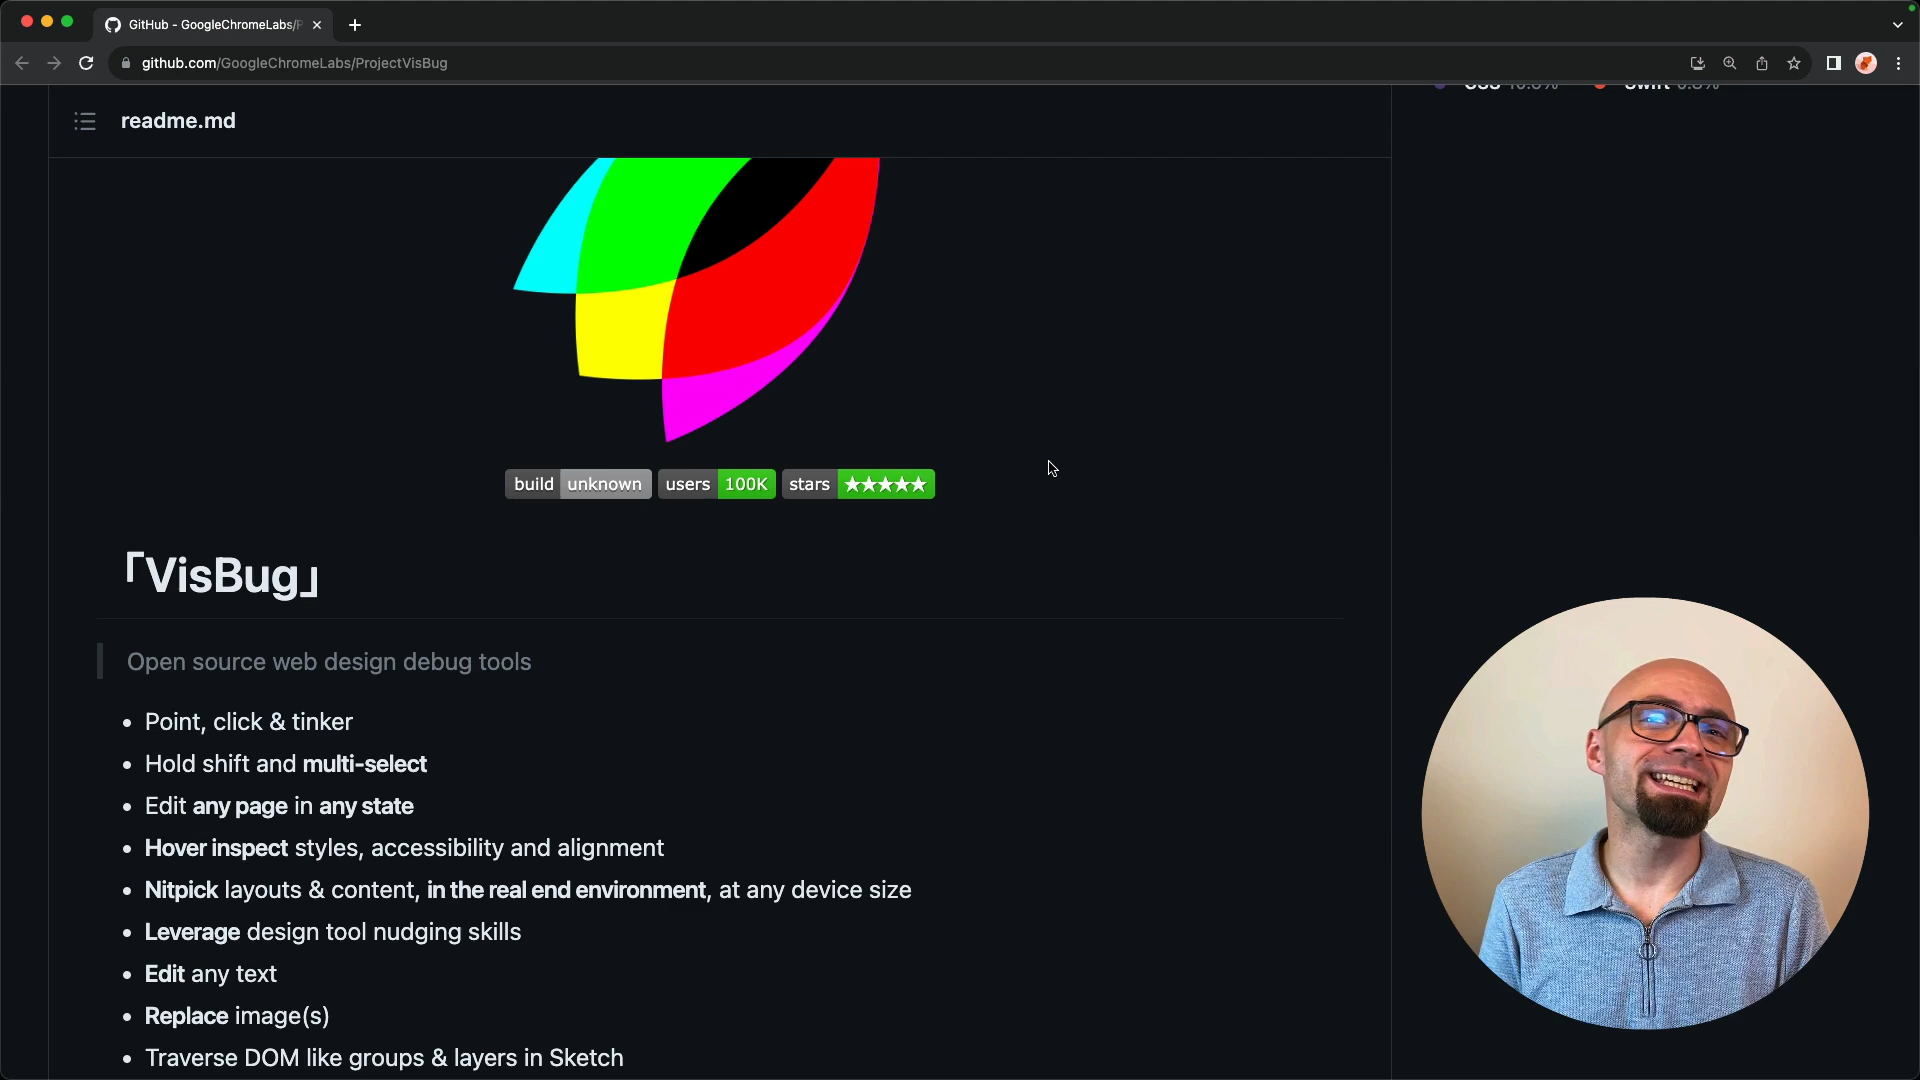 GitHub - GoogleChromeLabs/P
github.com/GoogleChromeLabs/ProjectVisBug
CSS
Swift
readme.md
build unknown users 100K stars ★★★★★
「VisBug」
Open source web design debug tools
• Point, click & tinker
• Hold shift and multi-select
• Edit any page in any state
• Hover inspect styles, accessibility and alignment
• Nitpick layouts & content, in the real end environment, at any device size
• Leverage design tool nudging skills
• Edit any text
• Replace image(s)
• Traverse DOM like groups & layers in Sketch